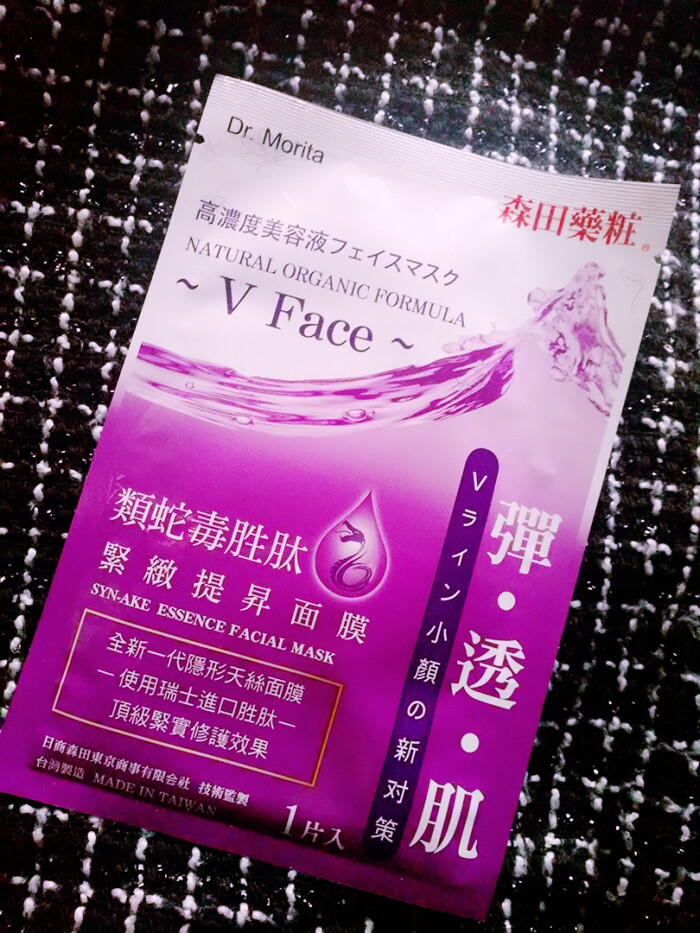 Dr. Morita
森田藥粧®
高濃度美容液フェイスマスク
NATURAL ORGANIC FORMULA
~ V Face ~
類蛇毒胜肽
緊緻提昇面膜
SYN-AKE ESSENCE FACIAL MASK
全新一代隱形天絲面膜
—使用瑞士進口胜肽—
頂級緊實修護效果
Vライン小顔の新対策
彈・透・肌
日商森田東京商事有限会社 技術監製
台灣製造 MADE IN TAIWAN
1片入